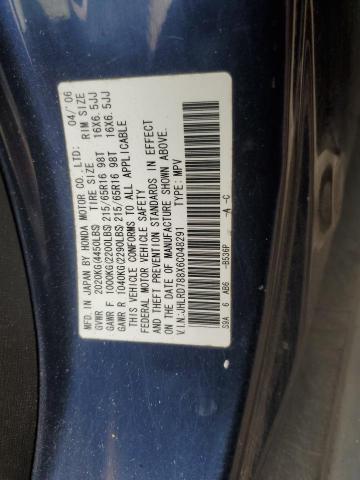 MFD. IN JAPAN BY HONDA MOTOR CO.,LTD: 04/'06
TIRE SIZE RIM SIZE
GVWR 2020KG(4450LBS)
GAWR F 1000KG(2200LBS) 215/65R16 98T 16X6.5JJ
GAWR R 1040KG(2290LBS) 215/65R16 98T 16X6.5JJ
THIS VEHICLE CONFORMS TO ALL APPLICABLE
FEDERAL MOTOR VEHICLE SAFETY
AND THEFT PREVENTION STANDARDS IN EFFECT
ON THE DATE OF MANUFACTURE SHOWN ABOVE.
V.I.N:JHLRD788X6C048291 TYPE: MPV
S9A 6 AB6 -B536P -A -C